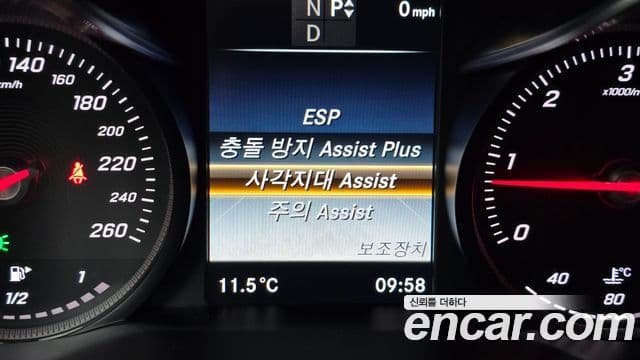 N P
0 mph
D
140
160
km/h
180
200
220
240
260
1/2
1
ESP
충돌 방지 Assist Plus
사각지대 Assist
주의 Assist
보조장치
11.5°C
09:58
3
x1000/m
2
1
0
40
°C
80
신뢰를 더하다
encar.com